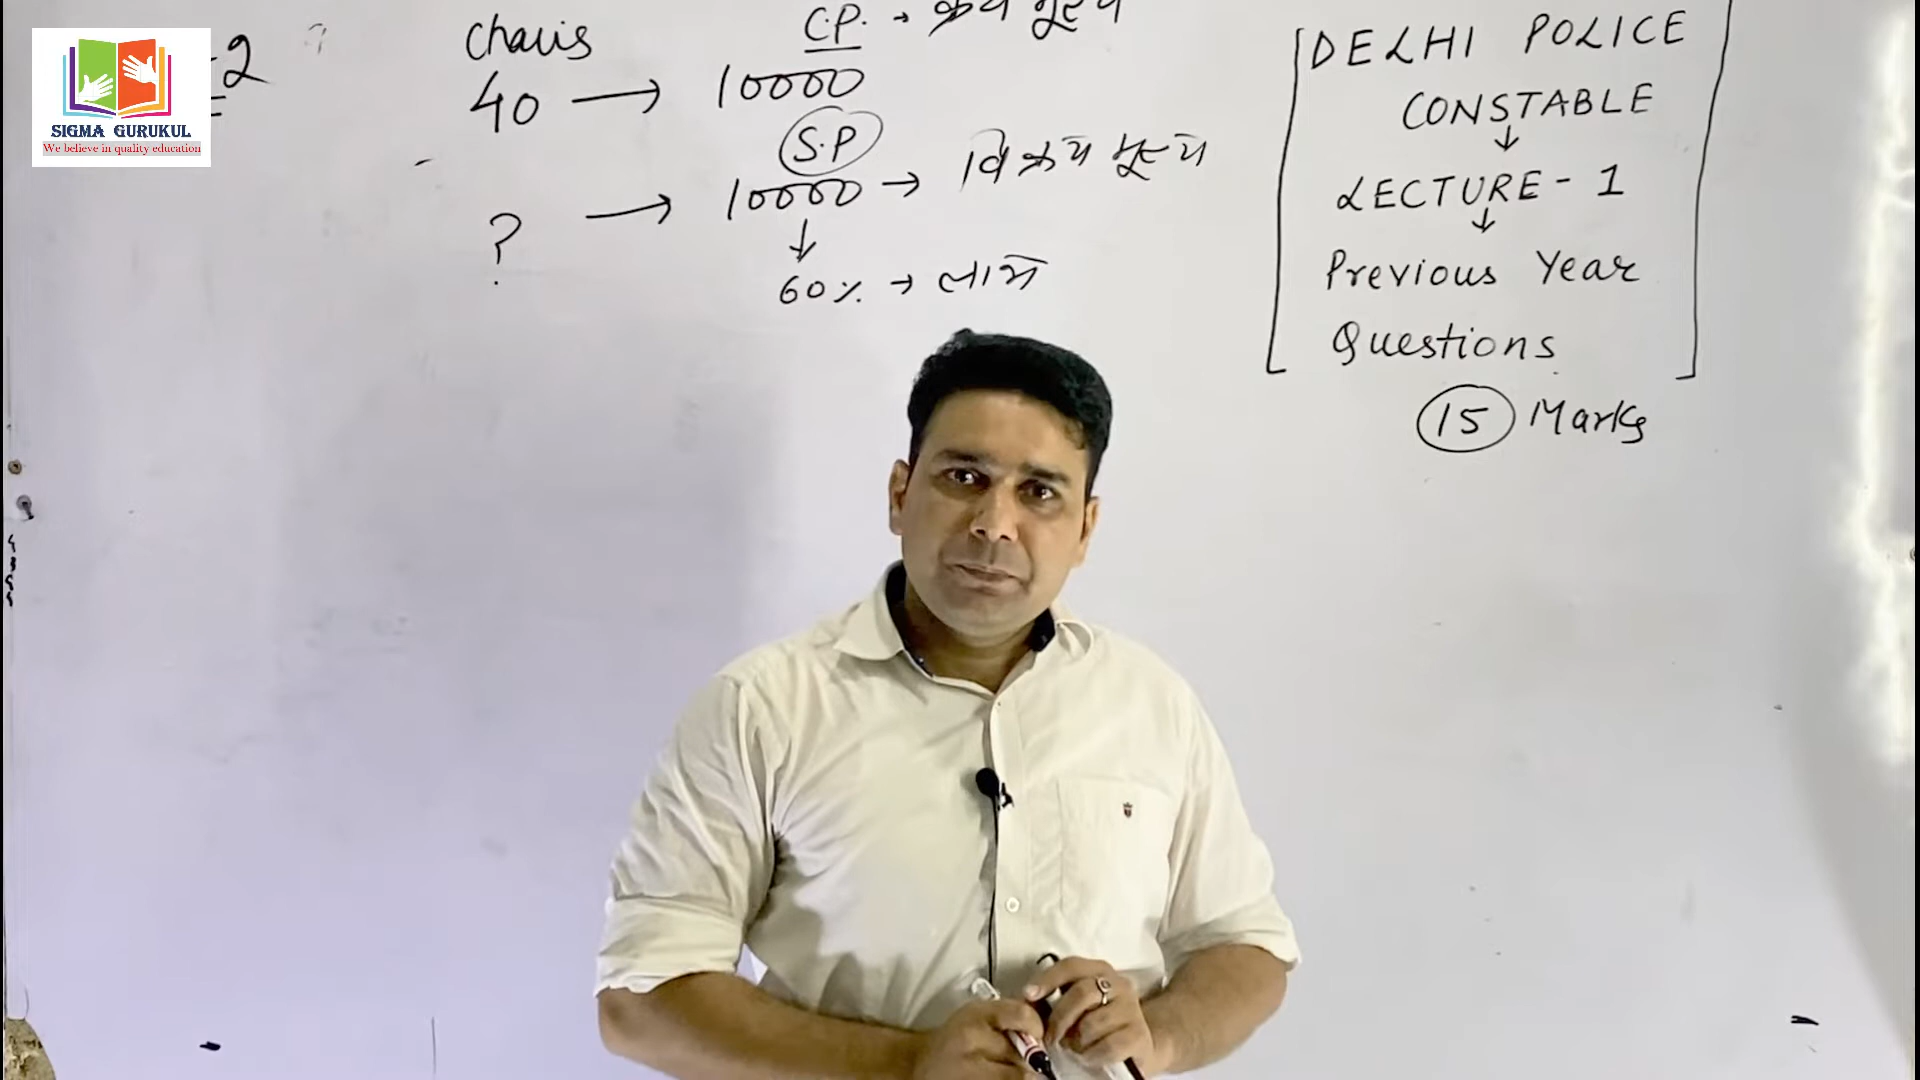 SIGMA GURUKUL
We believe in quality education
-2
Chairs
C.P. → क्रय मूल्य
40 → 10000
S.P
? → 10000 → विक्रय मूल्य
↓
60% → लाभ
DELHI POLICE
CONSTABLE
↓
LECTURE-1
↓
Previous Year
Questions
15 Marks